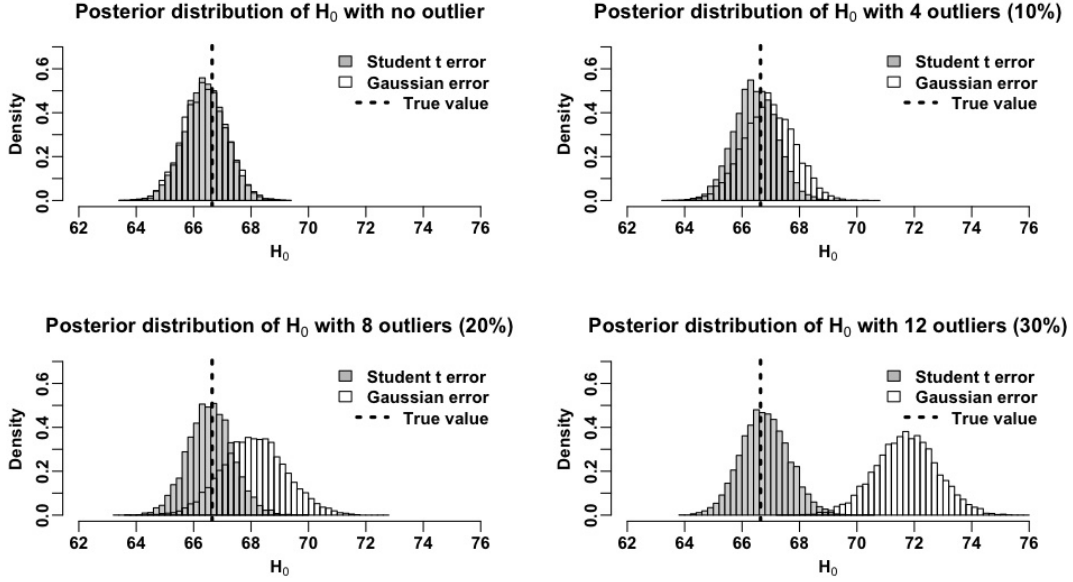 Posterior distribution of H₀ with no outlier
Student t error
Gaussian error
True value
Density
0.0 0.2 0.4 0.6
62 64 66 68 70 72 74 76
H₀
Posterior distribution of H₀ with 4 outliers (10%)
Student t error
Gaussian error
True value
Density
0.0 0.2 0.4 0.6
62 64 66 68 70 72 74 76
H₀
Posterior distribution of H₀ with 8 outliers (20%)
Student t error
Gaussian error
True value
Density
0.0 0.2 0.4 0.6
62 64 66 68 70 72 74 76
H₀
Posterior distribution of H₀ with 12 outliers (30%)
Student t error
Gaussian error
True value
Density
0.0 0.2 0.4 0.6
62 64 66 68 70 72 74 76
H₀